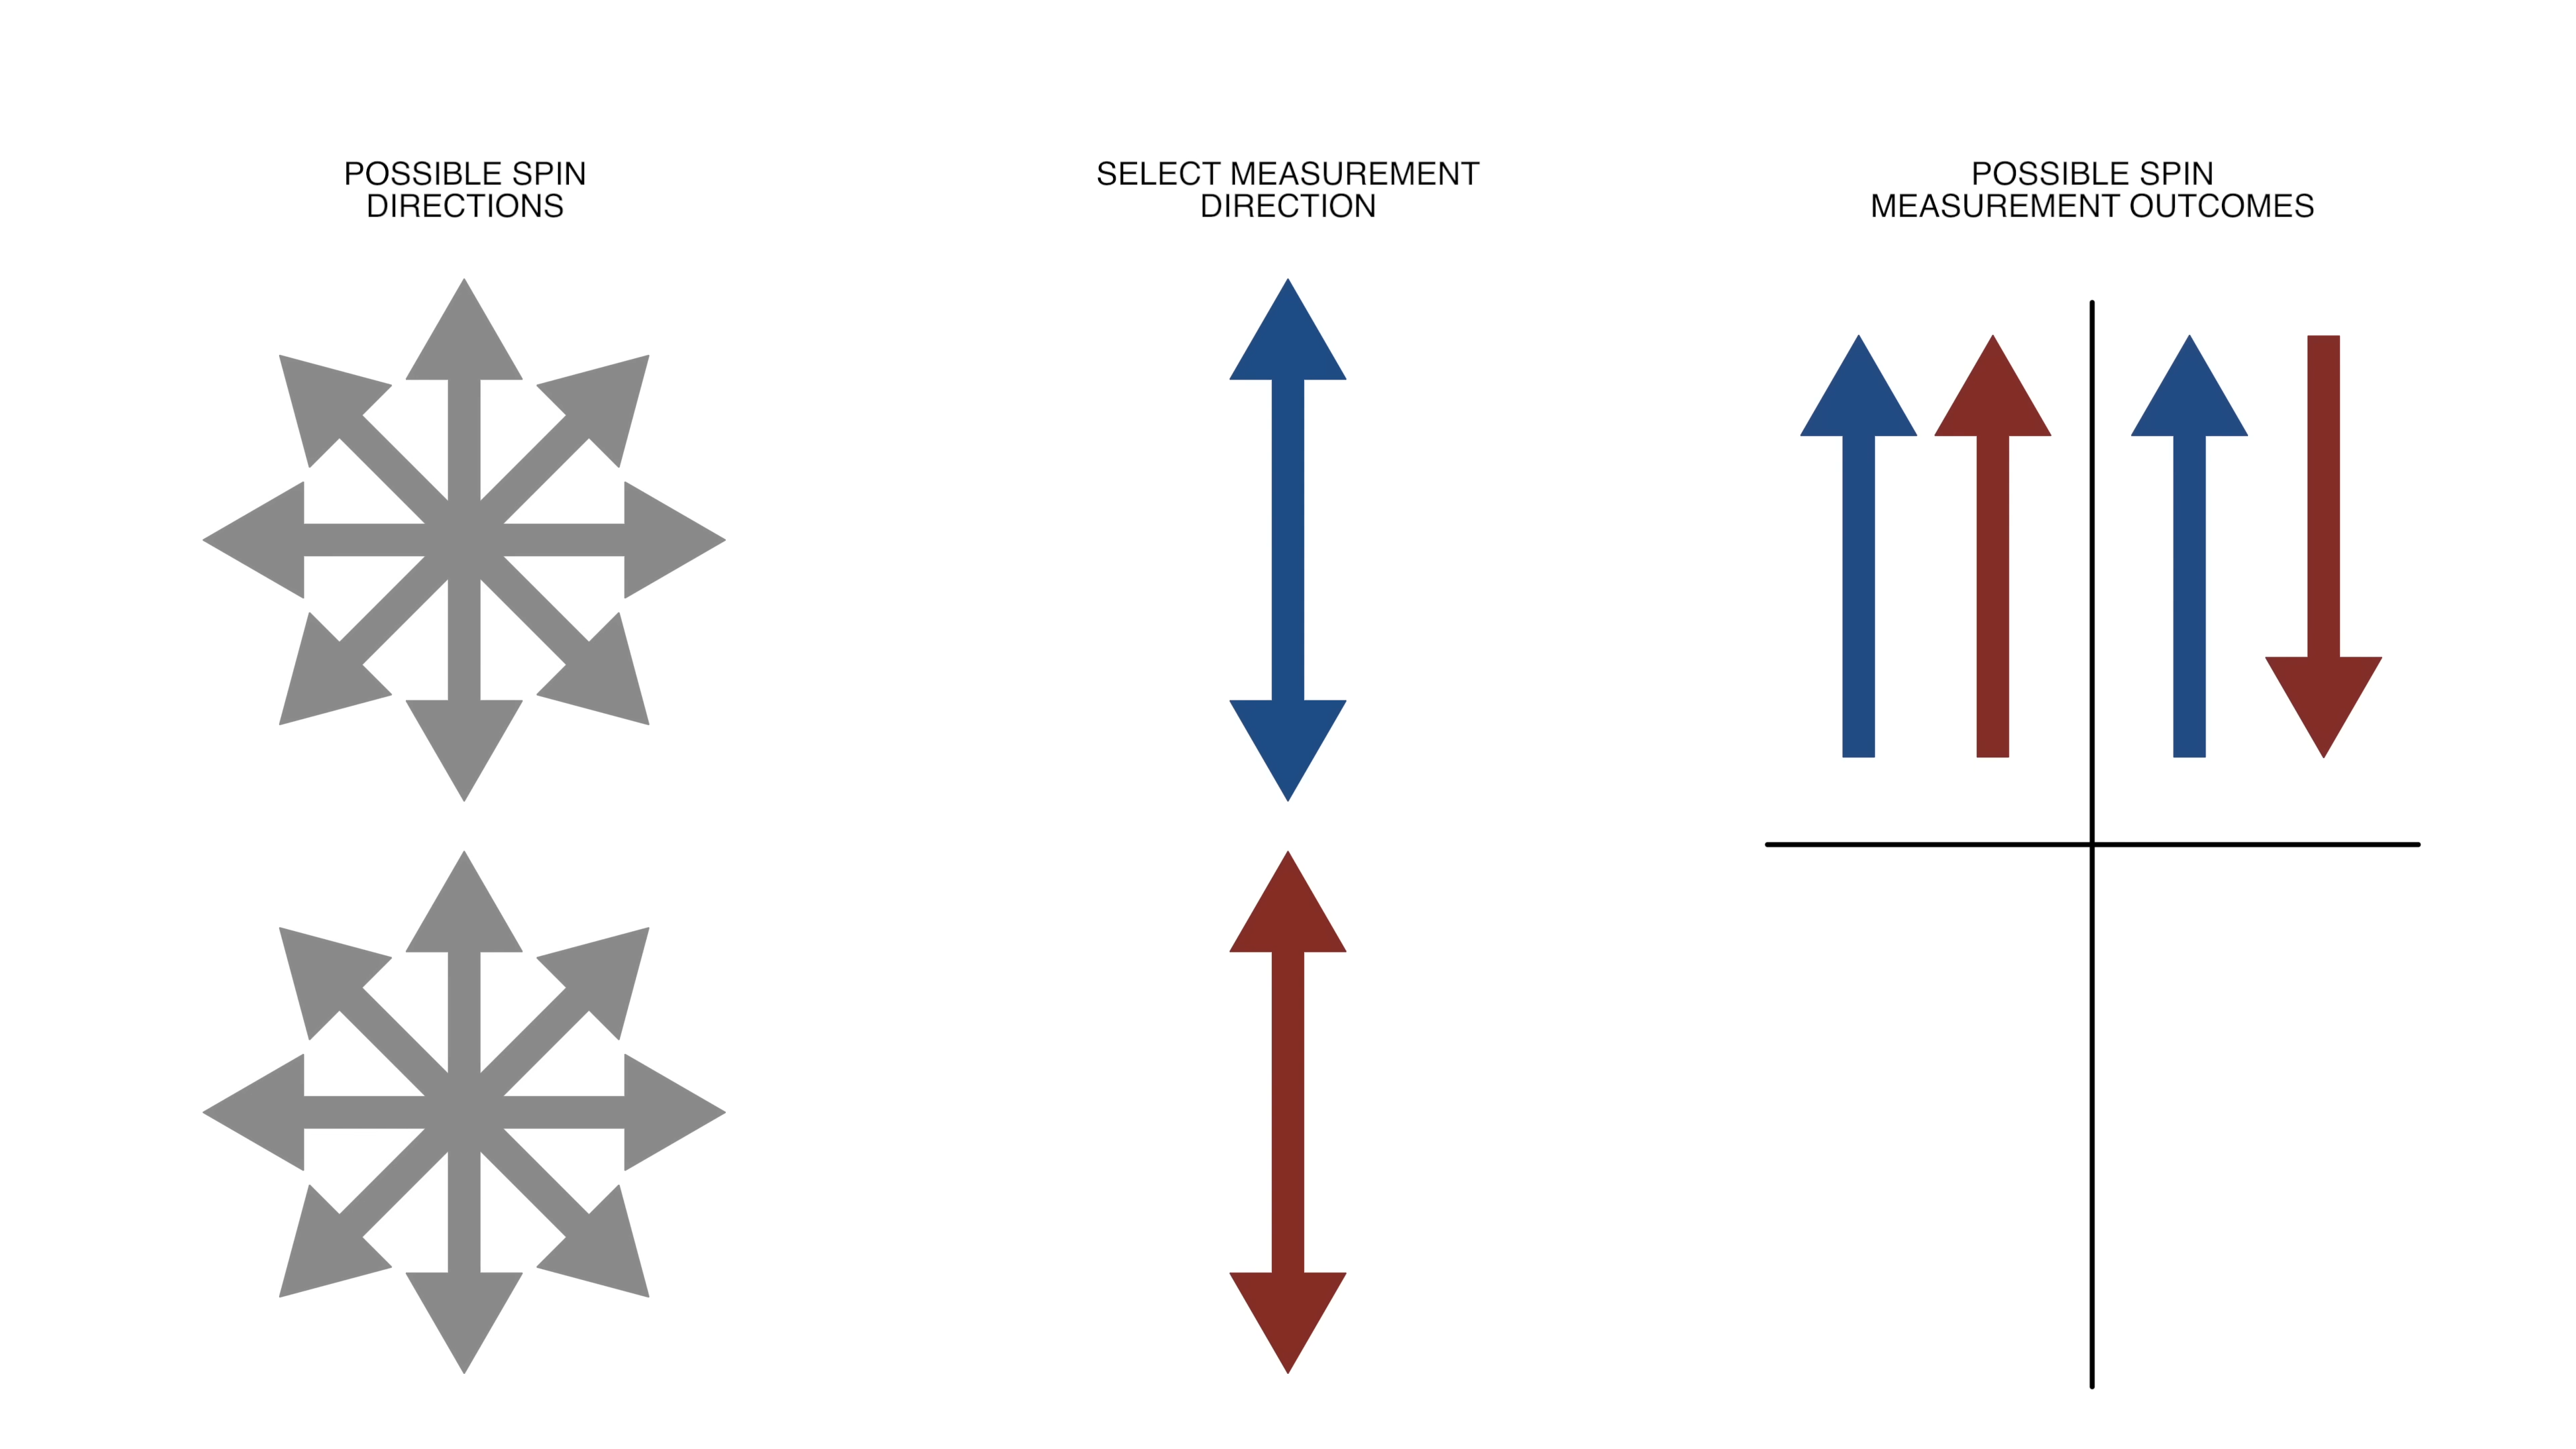 POSSIBLE SPIN
DIRECTIONS
SELECT MEASUREMENT
DIRECTION
POSSIBLE SPIN
MEASUREMENT OUTCOMES